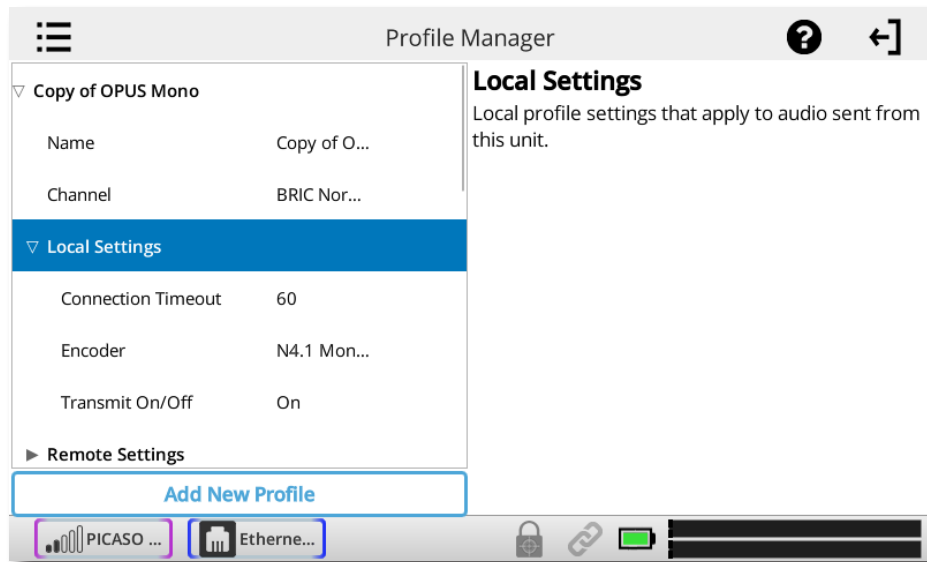 Profile Manager
?
Copy of OPUS Mono
Name Copy of O...
Channel BRIC Nor...
Local Settings
Connection Timeout 60
Encoder N4.1 Mon...
Transmit On/Off On
Remote Settings
Add New Profile
Local Settings
Local profile settings that apply to audio sent from
this unit.
PICASO ... Etherne...